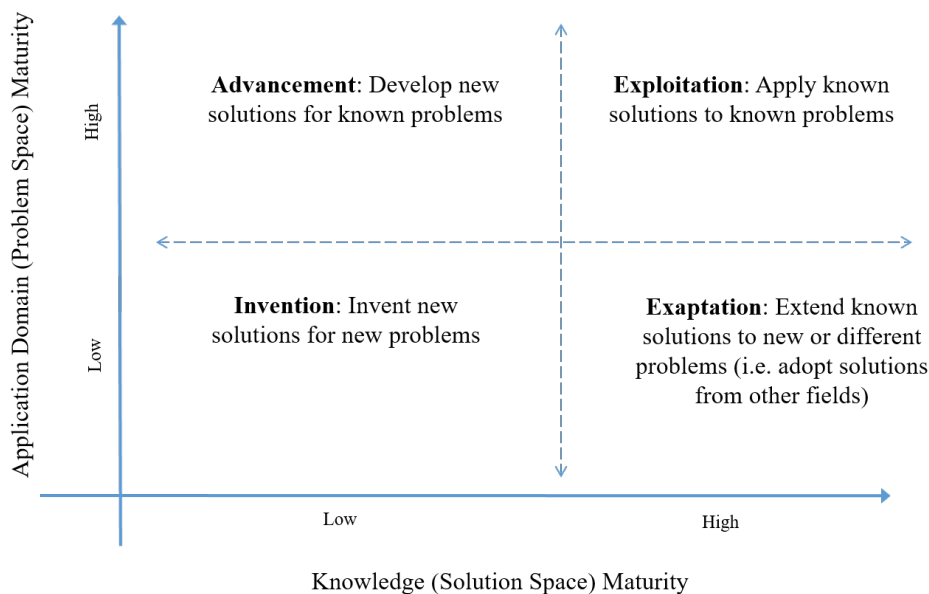 Application Domain (Problem Space) Maturity
High
Low
Advancement: Develop new
solutions for known problems
Exploitation: Apply known
solutions to known problems
Invention: Invent new
solutions for new problems
Exaptation: Extend known
solutions to new or different
problems (i.e. adopt solutions
from other fields)
Low
High
Knowledge (Solution Space) Maturity